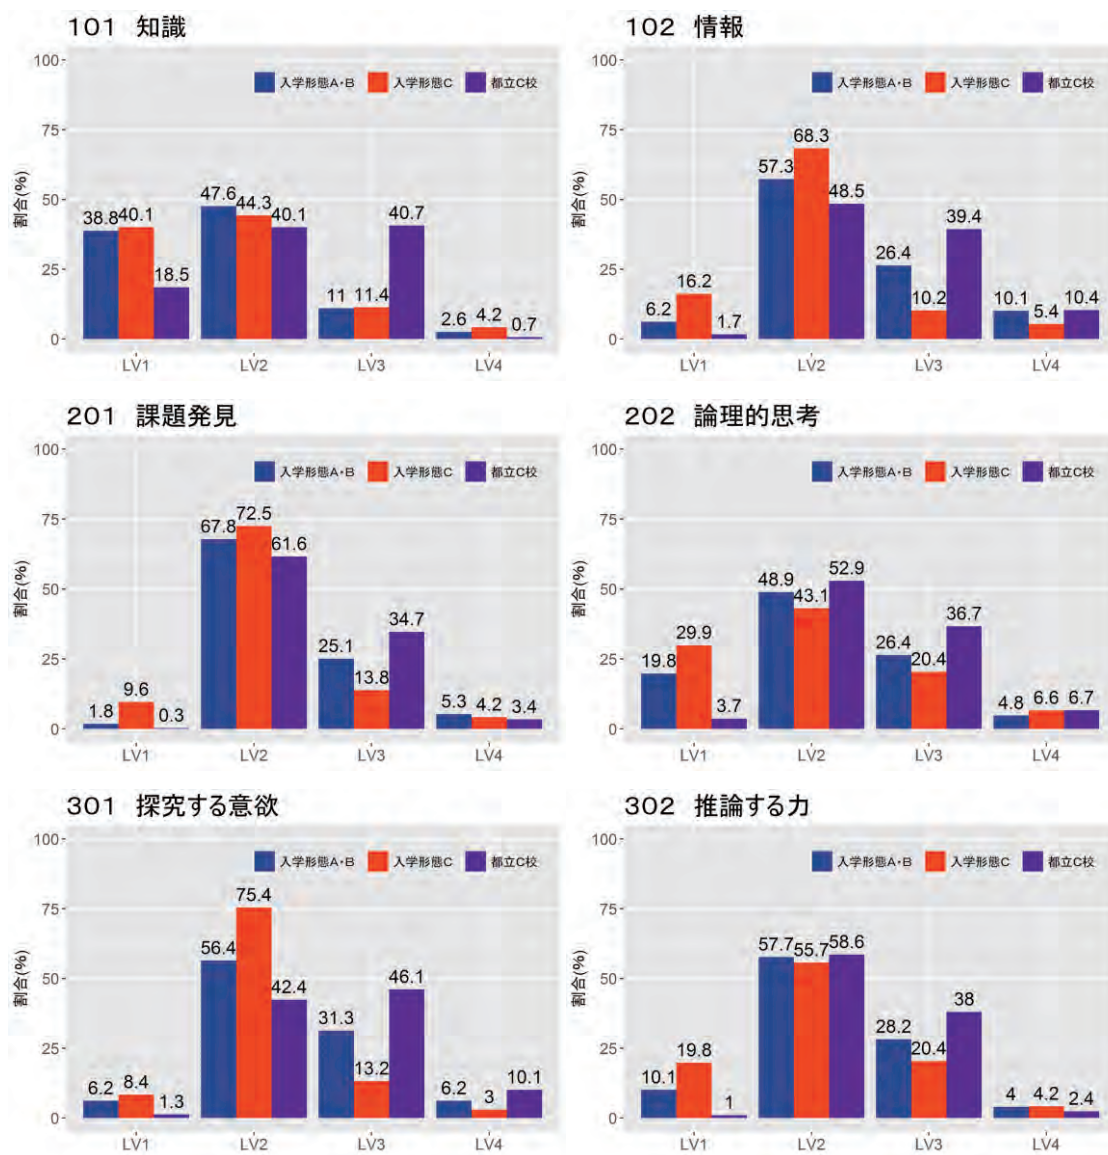 101 知識
100
75
50
25
0
割合(%)
入学形態A・B 入学形態C 都立C校
38.8 40.1 18.5
47.6 44.3 40.1
11 11.4 40.7
2.6 4.2 0.7
LV1 LV2 LV3 LV4
102 情報
100
75
50
25
0
割合(%)
入学形態A・B 入学形態C 都立C校
6.2 16.2 1.7
57.3 68.3 48.5
26.4 10.2 39.4
10.1 5.4 10.4
LV1 LV2 LV3 LV4
201 課題発見
100
75
50
25
0
割合(%)
入学形態A・B 入学形態C 都立C校
1.8 9.6 0.3
67.8 72.5 61.6
25.1 13.8 34.7
5.3 4.2 3.4
LV1 LV2 LV3 LV4
202 論理的思考
100
75
50
25
0
割合(%)
入学形態A・B 入学形態C 都立C校
19.8 29.9 3.7
48.9 43.1 52.9
26.4 20.4 36.7
4.8 6.6 6.7
LV1 LV2 LV3 LV4
301 探究する意欲
100
75
50
25
0
割合(%)
入学形態A・B 入学形態C 都立C校
6.2 8.4 1.3
56.4 75.4 42.4
31.3 13.2 46.1
6.2 3 10.1
LV1 LV2 LV3 LV4
302 推論する力
100
75
50
25
0
割合(%)
入学形態A・B 入学形態C 都立C校
10.1 19.8 1
57.7 55.7 58.6
28.2 20.4 38
4 4.2 2.4
LV1 LV2 LV3 LV4